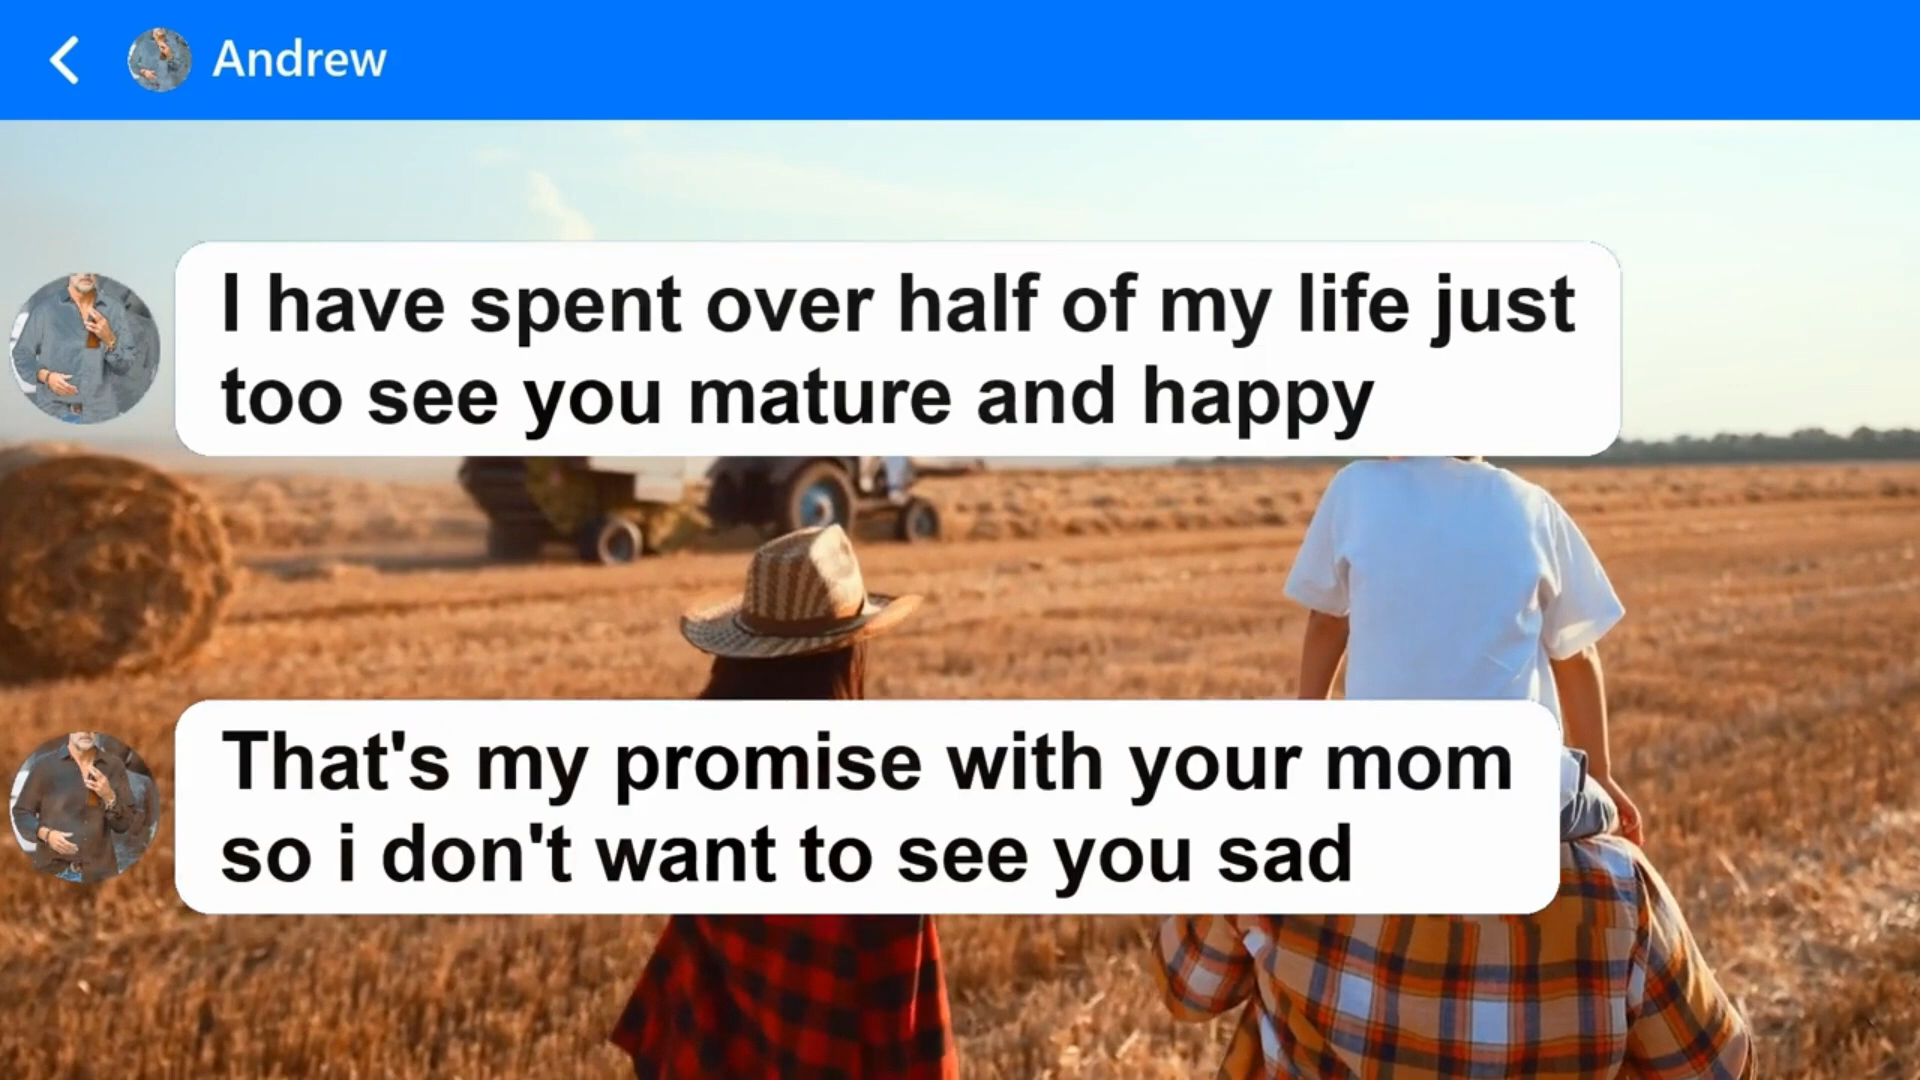 Andrew
I have spent over half of my life just
too see you mature and happy
That's my promise with your mom
so i don't want to see you sad